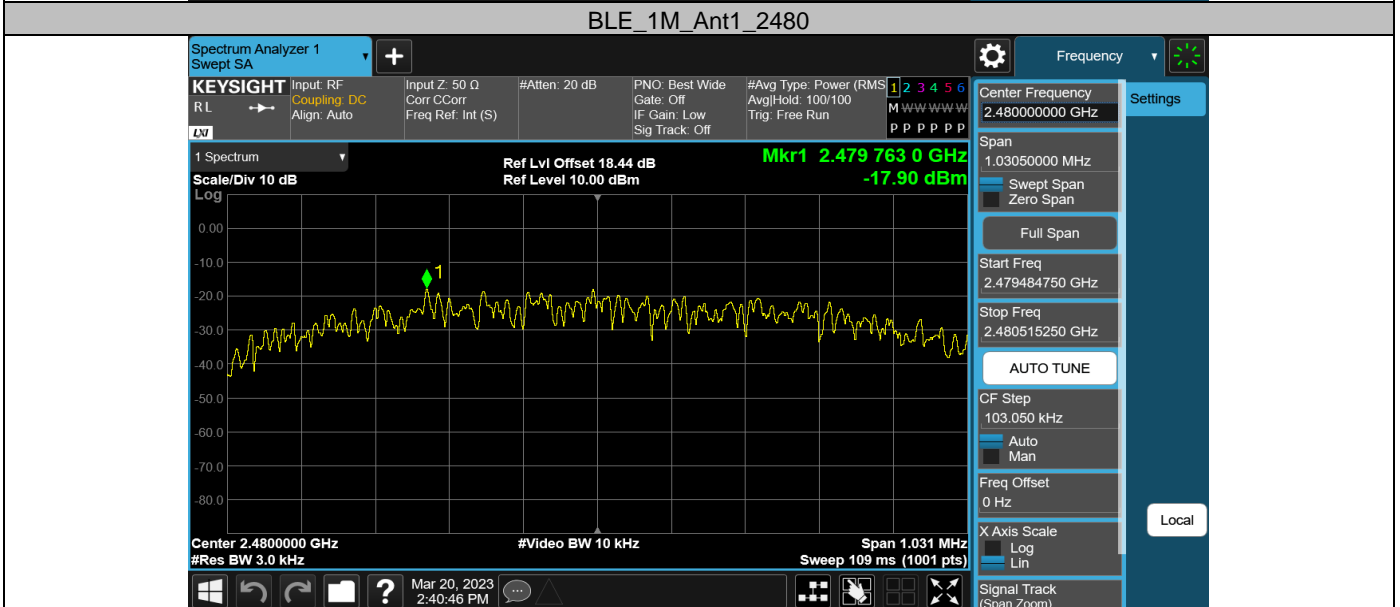 BLE_1M_Ant1_2480
Spectrum Analyzer 1
Swept SA
+
Frequency
KEYSIGHT
RL
LXI
Input: RF
Coupling: DC
Align: Auto
Input Z: 50 Ω
Corr CCorr
Freq Ref: Int (S)
#Atten: 20 dB
PNO: Best Wide
Gate: Off
IF Gain: Low
Sig Track: Off
#Avg Type: Power (RMS
Avg|Hold: 100/100
Trig: Free Run
1 2 3 4 5 6
M W W W W W
P P P P P P
1 Spectrum
Scale/Div 10 dB
Log
Ref Lvl Offset 18.44 dB
Ref Level 10.00 dBm
Mkr1 2.479 763 0 GHz
-17.90 dBm
0.00
-10.0
-20.0
-30.0
-40.0
-50.0
-60.0
-70.0
-80.0
1
Center 2.4800000 GHz
#Res BW 3.0 kHz
#Video BW 10 kHz
Span 1.031 MHz
Sweep 109 ms (1001 pts)
?
Mar 20, 2023
2:40:46 PM
Center Frequency
2.480000000 GHz
Span
1.03050000 MHz
Swept Span
Zero Span
Full Span
Start Freq
2.479484750 GHz
Stop Freq
2.480515250 GHz
AUTO TUNE
CF Step
103.050 kHz
Auto
Man
Freq Offset
0 Hz
X Axis Scale
Log
Lin
Signal Track
(Span Zoom)
Settings
Local